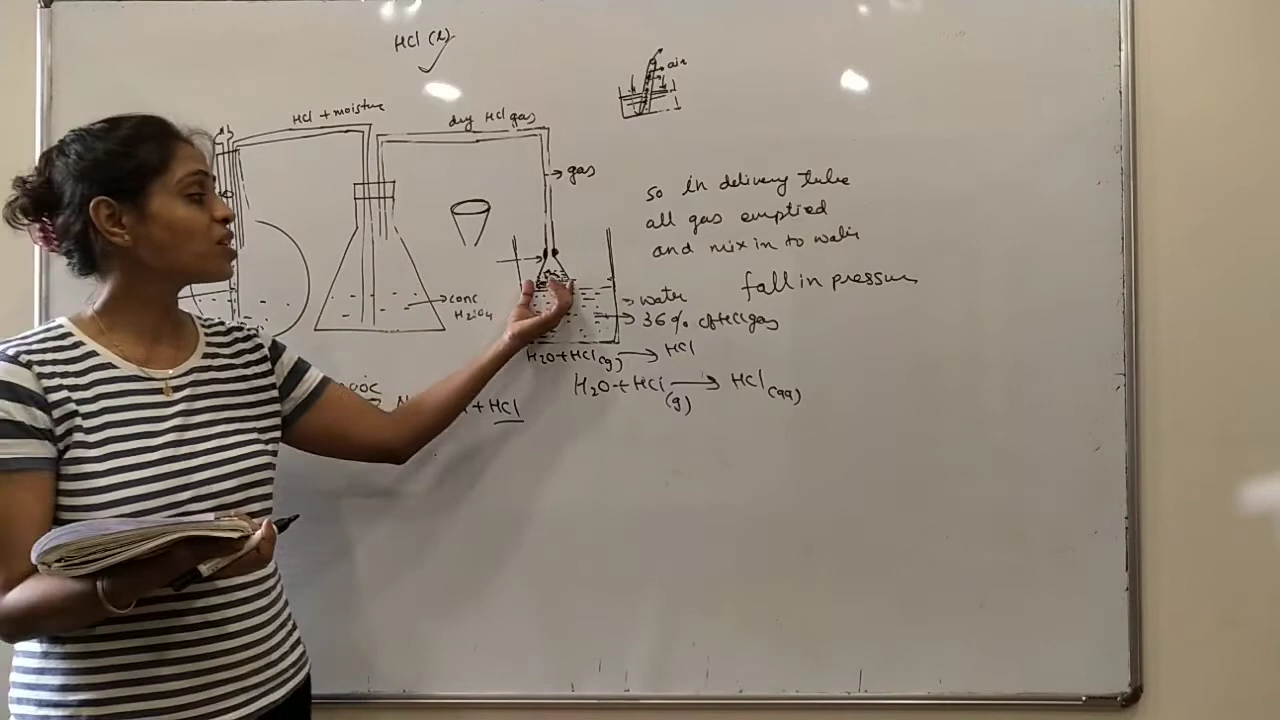 HCl (l)
air
HCl + moisture
dry HCl gas
gas
So in delivery tube
all gas emptied
and mix in to water
fall in pressure
conc
water
36% of HCl gas
H2O + HCl(g) → HCl
H2O + HCl (g) → HCl (aq)
+ HCl